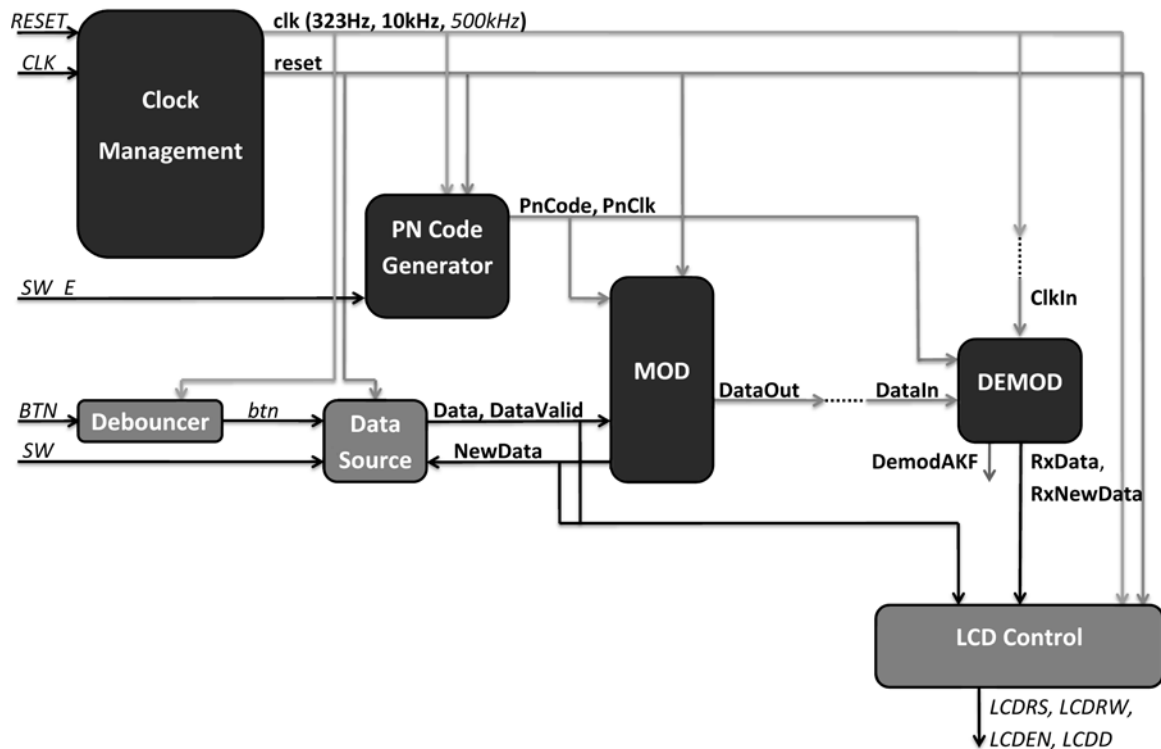 RESET
clk (323Hz, 10kHz, 500kHz)
CLK
reset
Clock
Management
PnCode, PnClk
PN Code
Generator
SW_E
ClkIn
MOD
DEMOD
DataOut
DataIn
BTN
Debouncer
btn
Data
Source
Data, DataValid
SW
NewData
DemodAKF
RxData,
RxNewData
LCD Control
LCDRS, LCDRW,
LCDEN, LCDD